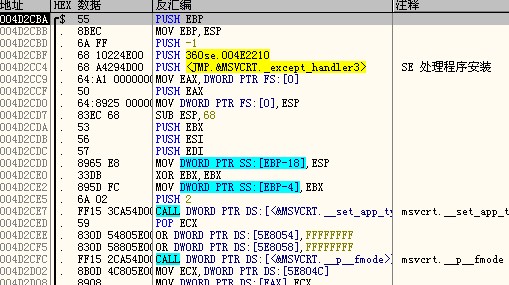 地址 HEX 数据 反汇编 注释
004D2CBA $ 55 PUSH EBP
004D2CBB . 8BEC MOV EBP,ESP
004D2CBD . 6A FF PUSH -1
004D2CBF . 68 10224E00 PUSH 360se.004E2210
004D2CC4 . 68 A4294D00 PUSH <JMP.&MSVCRT._except_handler3> SE 处理程序安装
004D2CC9 . 64:A1 0000000 MOV EAX,DWORD PTR FS:[0]
004D2CCF . 50 PUSH EAX
004D2CD0 . 64:8925 00000 MOV DWORD PTR FS:[0],ESP
004D2CD7 . 83EC 68 SUB ESP,68
004D2CDA . 53 PUSH EBX
004D2CDB . 56 PUSH ESI
004D2CDC . 57 PUSH EDI
004D2CDD . 8965 E8 MOV DWORD PTR SS:[EBP-18],ESP
004D2CE0 . 33DB XOR EBX,EBX
004D2CE2 . 895D FC MOV DWORD PTR SS:[EBP-4],EBX
004D2CE5 . 6A 02 PUSH 2
004D2CE7 . FF15 3CA54D00 CALL DWORD PTR DS:[<&MSVCRT.__set_app_ty msvcrt.__set_app_t
004D2CED . 59 POP ECX
004D2CEE . 830D 54805E00 OR DWORD PTR DS:[5E8054],FFFFFFFF
004D2CF5 . 830D 58805E00 OR DWORD PTR DS:[5E8058],FFFFFFFF
004D2CFC . FF15 2CA54D00 CALL DWORD PTR DS:[<&MSVCRT.__p__fmode>] msvcrt.__p__fmode
004D2D02 . 8B0D 4C805E00 MOV ECX,DWORD PTR DS:[5E804C]
004D2D08 . 8908 MOV DWORD PTR DS:[EAX],ECX